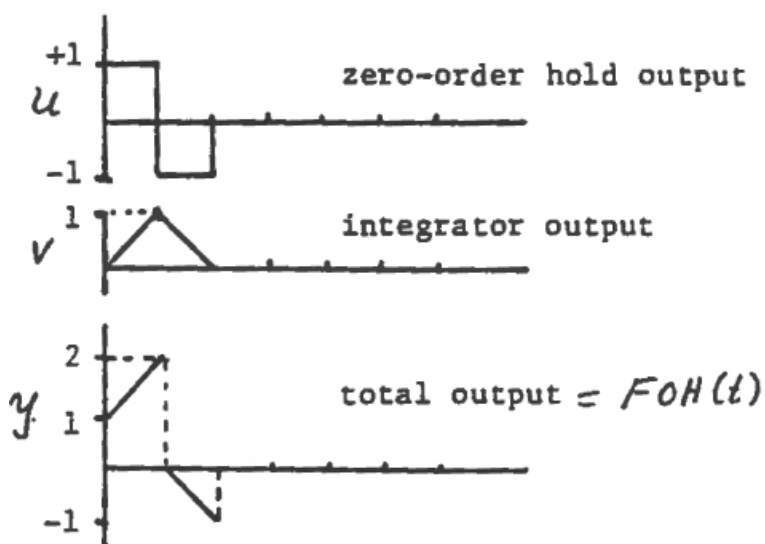 +1
zero-order hold output
u
-1
1
integrator output
v
2
total output = FOH(t)
y
1
-1